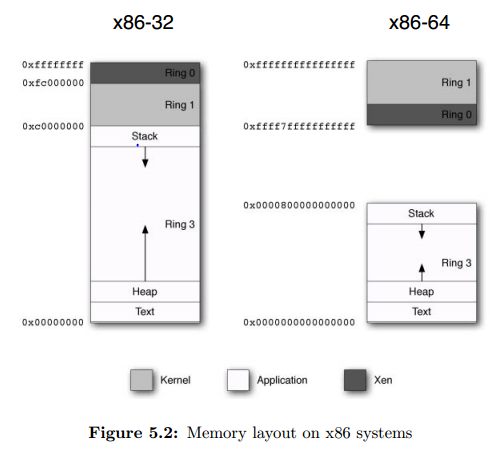 x86-32
x86-64
0xffffffff
Ring 0
0xfc000000
Ring 1
0xc0000000
Stack
Ring 3
Heap
Text
0x00000000
0xffffffffffffffff
Ring 1
Ring 0
0xffff7fffffffffff
0x0000800000000000
Stack
Ring 3
Heap
Text
0x0000000000000000
Kernel
Application
Xen
Figure 5.2: Memory layout on x86 systems